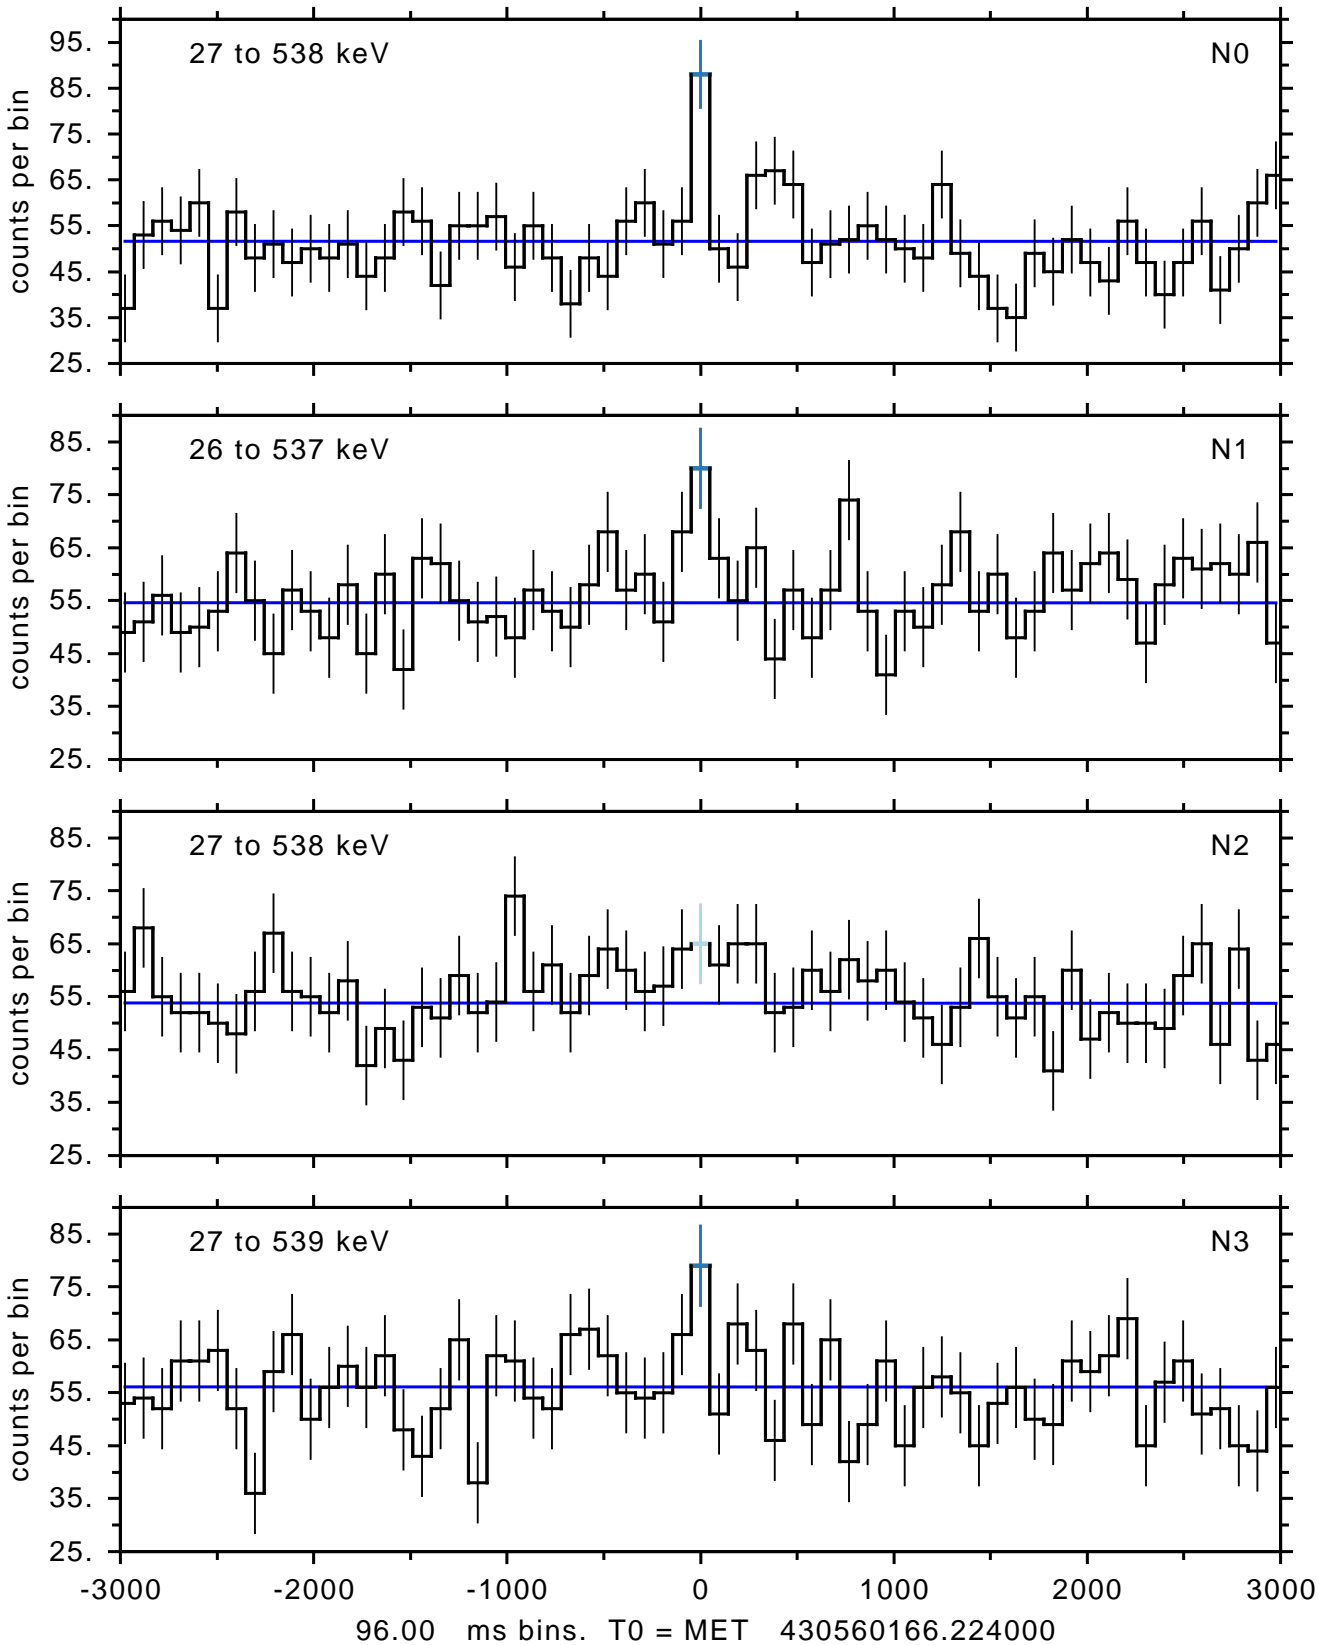 27 to 538 keV N0
95.
85.
75.
65.
55.
45.
35.
25.
counts per bin
26 to 537 keV N1
85.
75.
65.
55.
45.
35.
25.
counts per bin
27 to 538 keV N2
85.
75.
65.
55.
45.
35.
25.
counts per bin
27 to 539 keV N3
85.
75.
65.
55.
45.
35.
25.
counts per bin
-3000 -2000 -1000 0 1000 2000 3000
96.00 ms bins. T0 = MET 430560166.224000